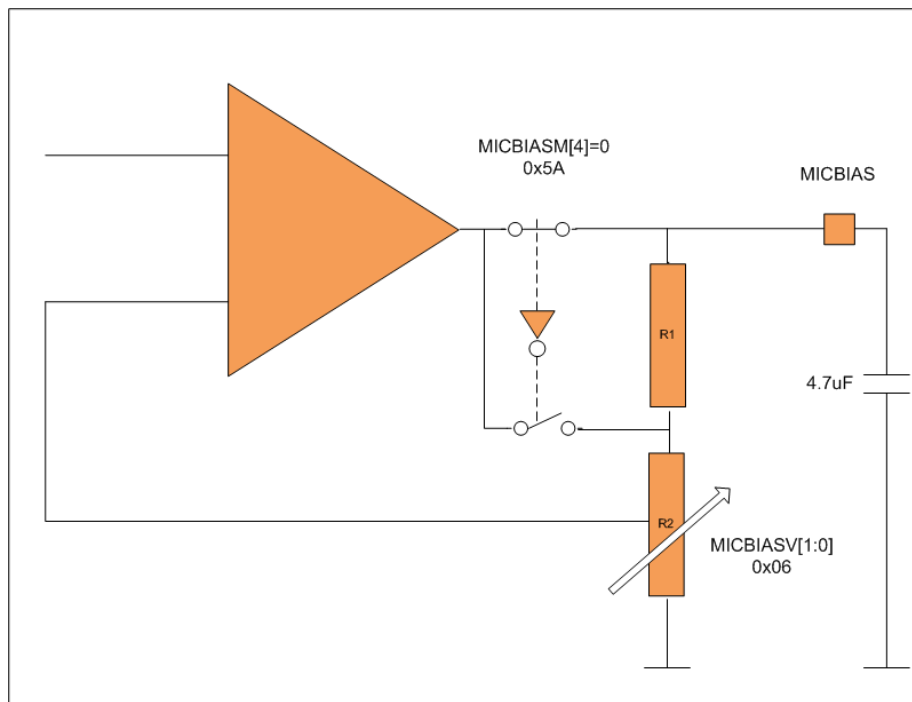 MICBIASM[4]=0
0x5A
MICBIAS
R1
4.7uF
R2
MICBIASV[1:0]
0x06